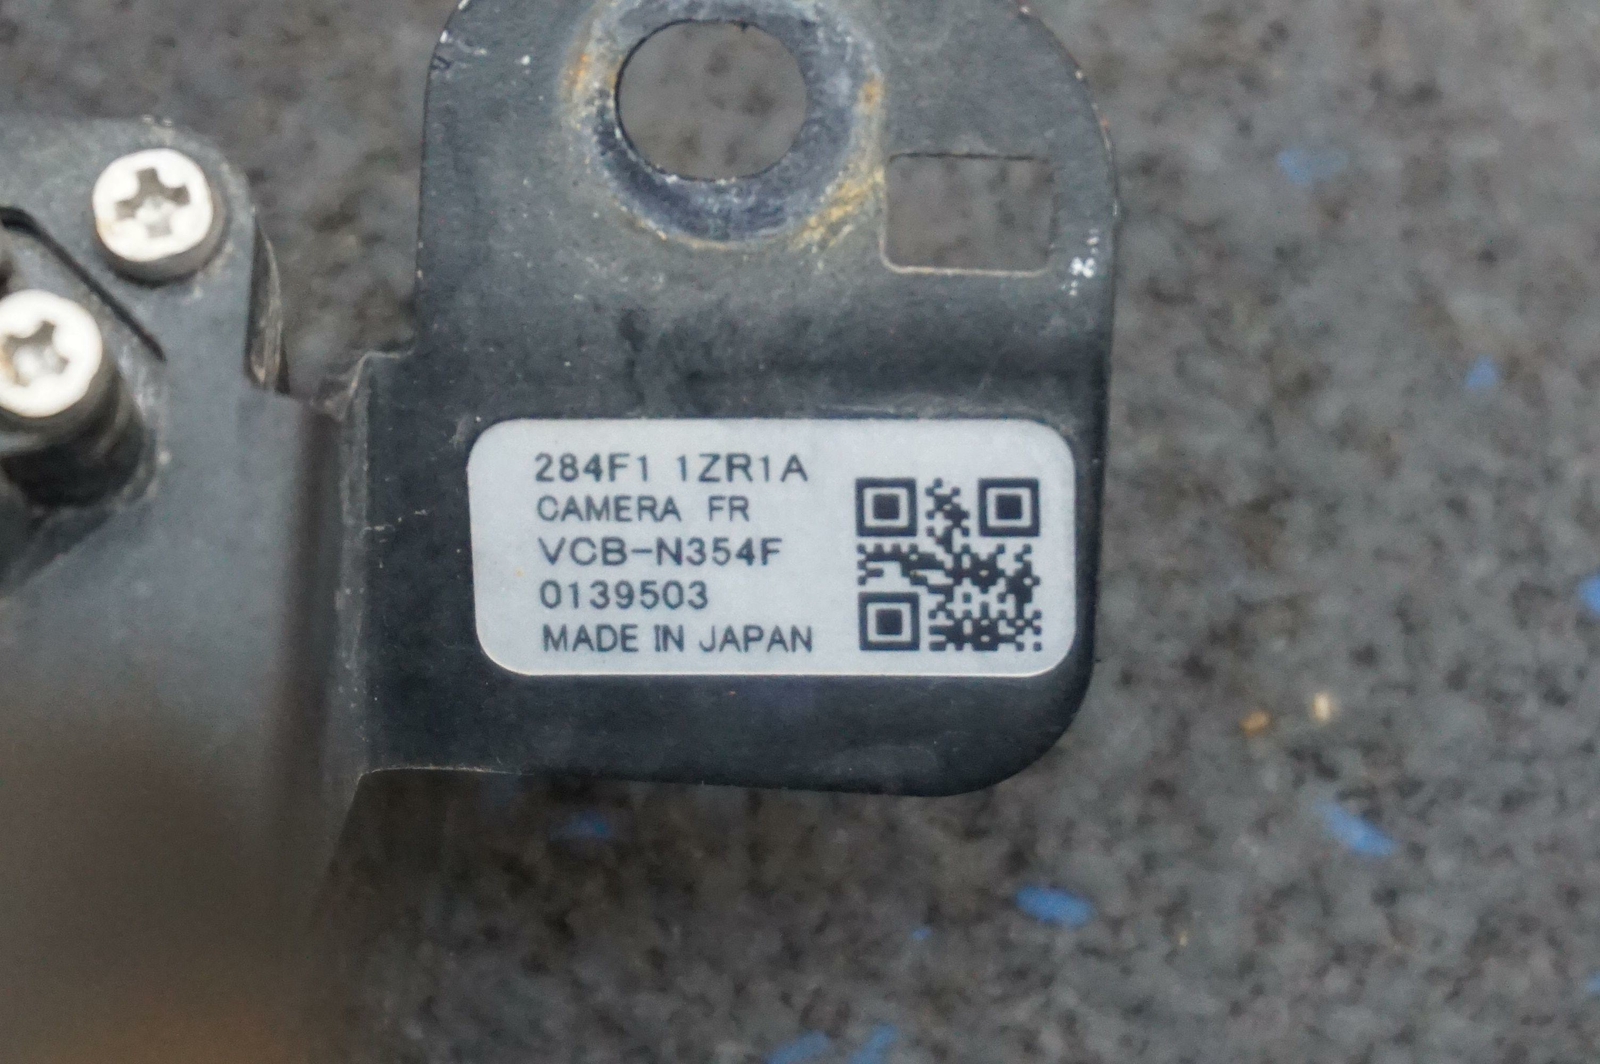 284F1 1ZR1A
CAMERA FR
VCB-N354F
0139503
MADE IN JAPAN